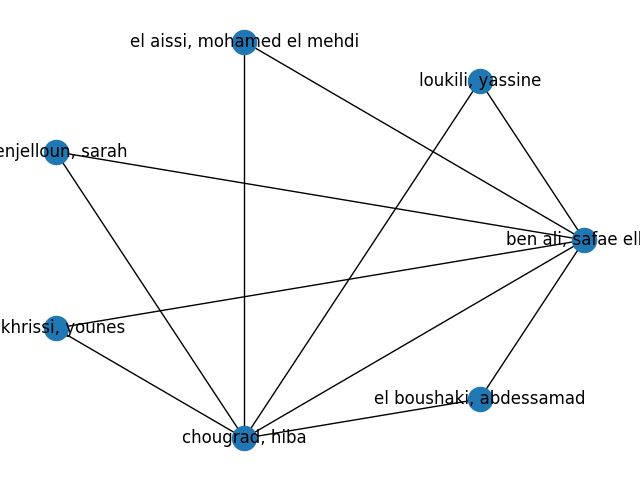 el aissi, mohamed el mehdi
loukili, yassine
enjelloun, sarah
ben ali, safae ell
khrissi, younes
el boushaki, abdessamad
chougrad, hiba